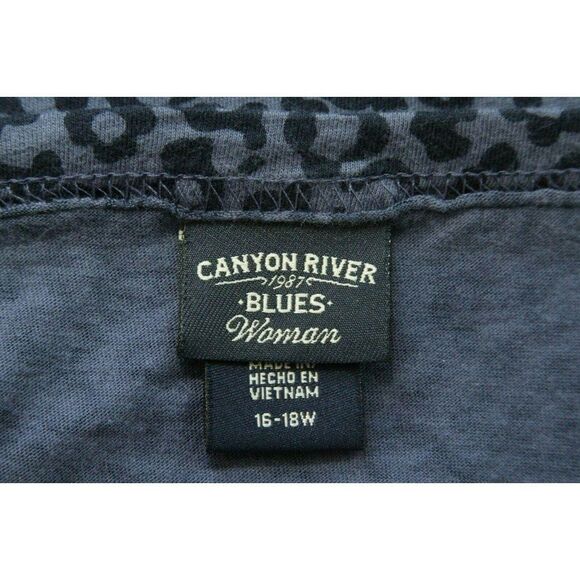 CANYON RIVER
1987
·BLUES·
Woman
MADE IN/
HECHO EN
VIETNAM
16-18W